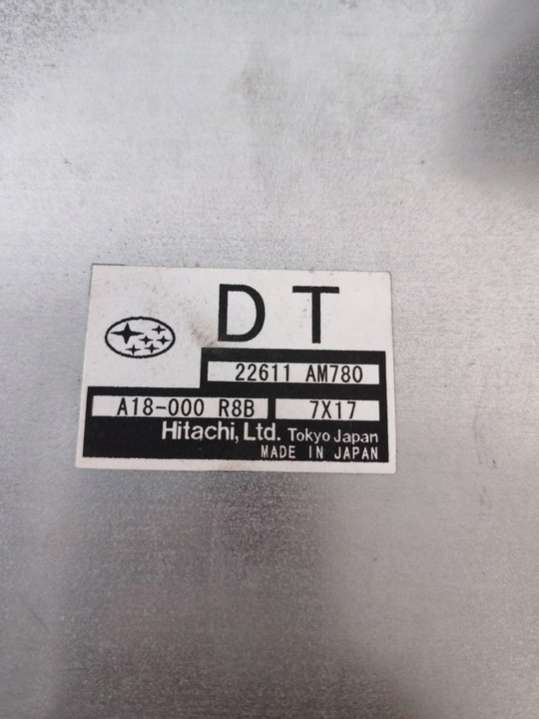 DT
22611 AM780
A18-000 R8B 7X17
Hitachi, Ltd. Tokyo Japan
MADE IN JAPAN